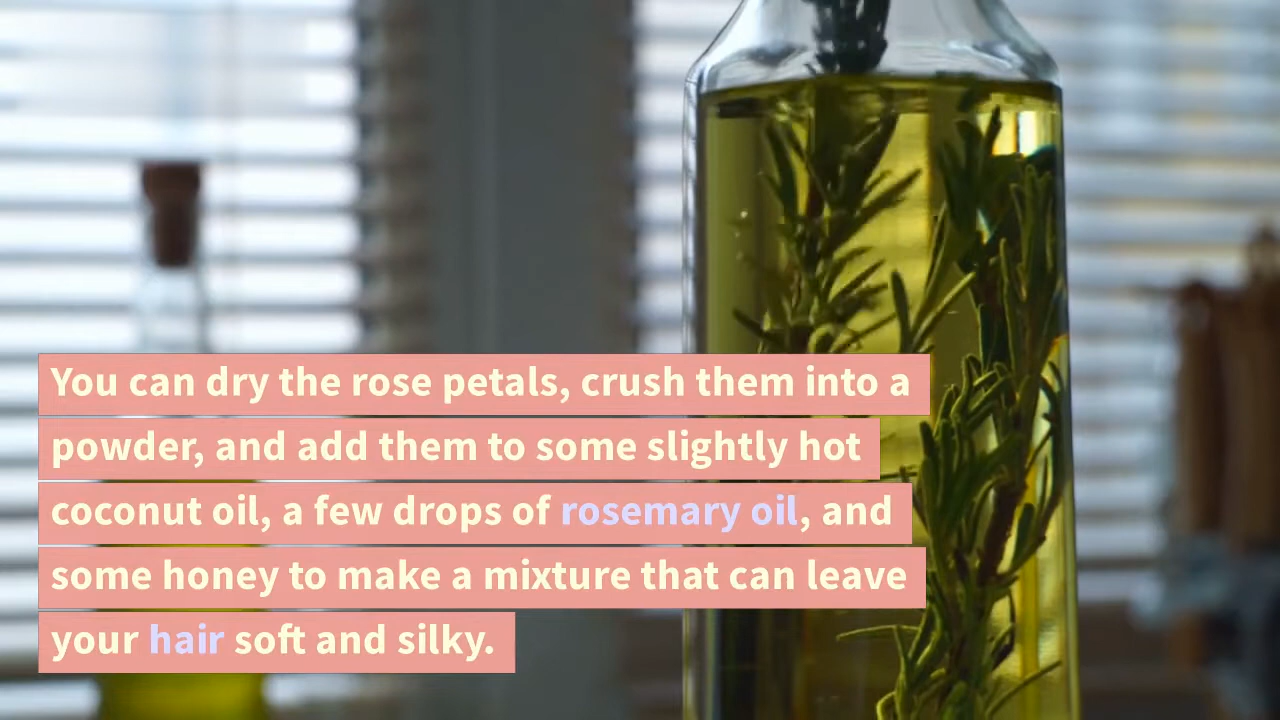 You can dry the rose petals, crush them into a
powder, and add them to some slightly hot
coconut oil, a few drops of rosemary oil, and
some honey to make a mixture that can leave
your hair soft and silky.